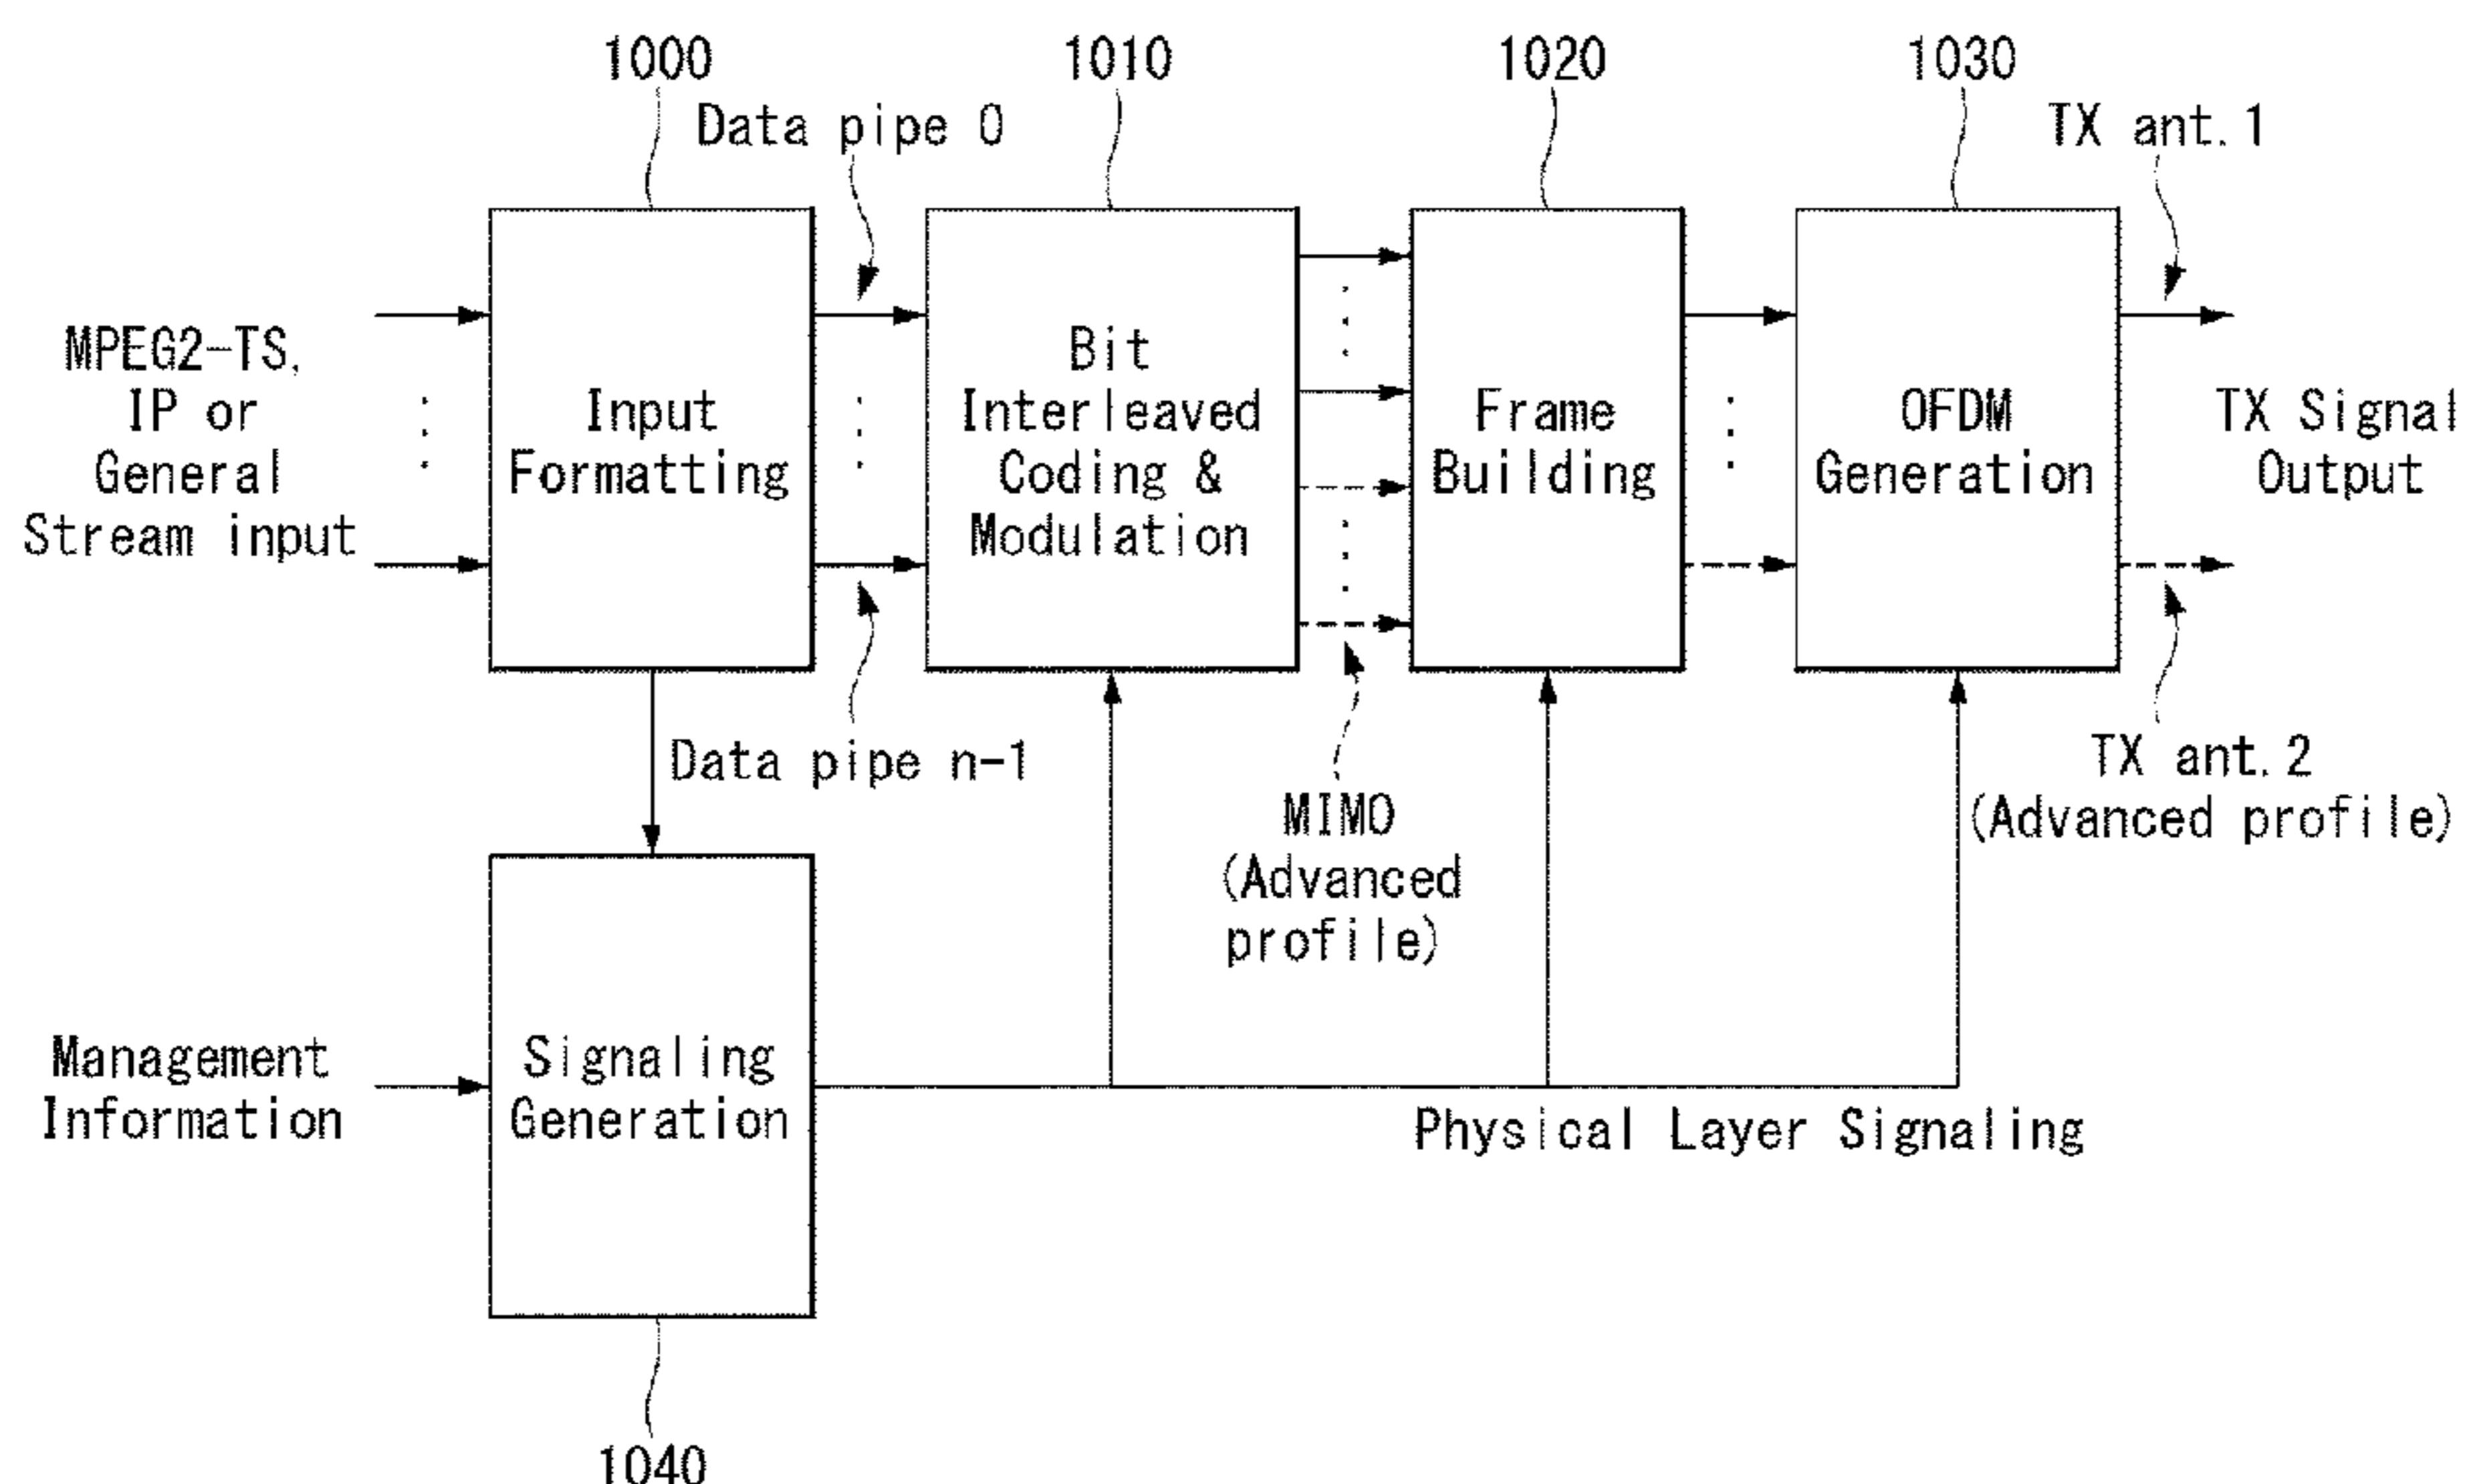 1000
1010
1020
1030
Data pipe 0
TX ant.1
MPEG2-TS,
IP or
General
Stream input
Input
Formatting
Bit
Interleaved
Coding &
Modulation
Frame
Building
OFDM
Generation
TX Signal
Output
Data pipe n-1
MIMO
(Advanced
profile)
TX ant.2
(Advanced profile)
Management
Information
Signaling
Generation
Physical Layer Signaling
1040